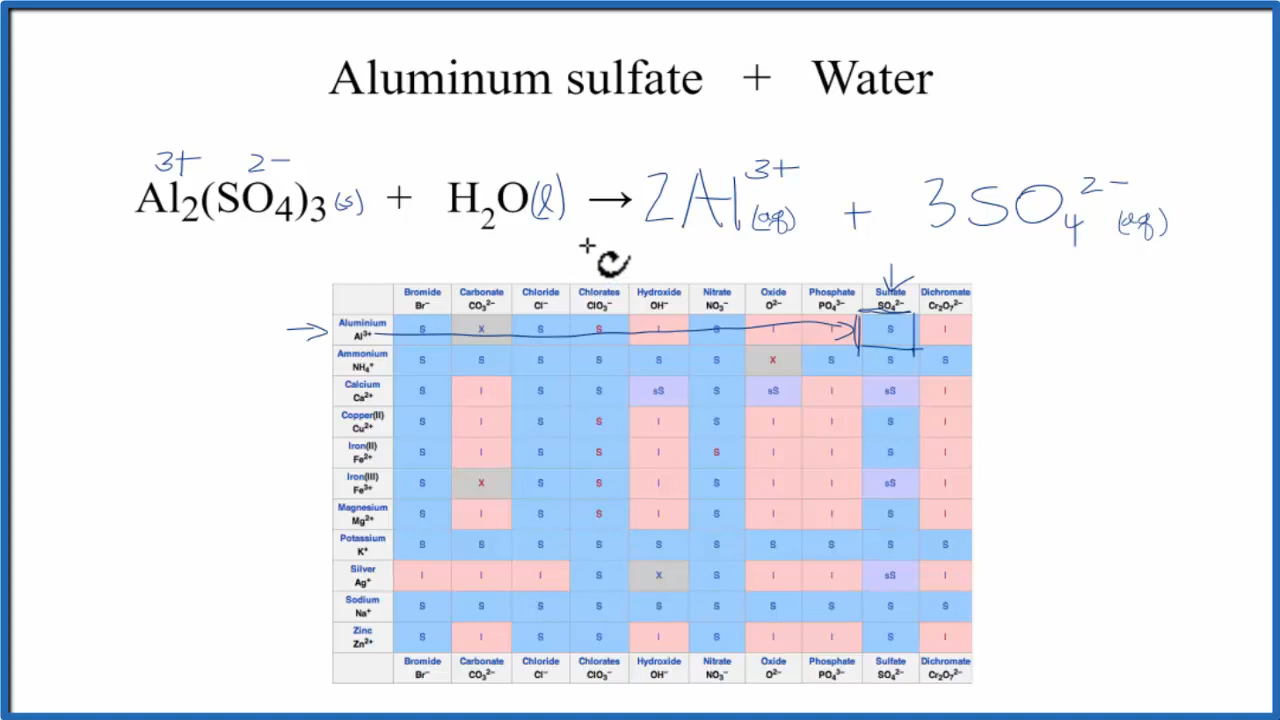 Aluminum sulfate + Water
3+ 2−
Al₂(SO₄)₃(s) + H₂O(l) → 2Al³⁺(aq) + 3SO₄²⁻(aq)
Bromide Carbonate Chloride Chlorates Hydroxide Nitrate Oxide Phosphate Sulfate Dichromate
Br⁻ CO₃²⁻ Cl⁻ ClO₃⁻ OH⁻ NO₃⁻ O²⁻ PO₄³⁻ SO₄²⁻ Cr₂O₇²⁻
Aluminium
Al³⁺ S X S S I S I I S I
Ammonium
NH₄⁺ S S S S S S X S S S
Calcium
Ca²⁺ S I S S sS S sS I sS I
Copper(II)
Cu²⁺ S I S S I S I I S I
Iron(II)
Fe²⁺ S I S S I S I I S I
Iron(III)
Fe³⁺ S X S S I S I I sS I
Magnesium
Mg²⁺ S I S S I S I I S I
Potassium
K⁺ S S S S S S S S S S
Silver
Ag⁺ I I I S X S I I sS I
Sodium
Na⁺ S S S S S S S S S S
Zinc
Zn²⁺ S I S S I S I I S I
Bromide Carbonate Chloride Chlorates Hydroxide Nitrate Oxide Phosphate Sulfate Dichromate
Br⁻ CO₃²⁻ Cl⁻ ClO₃⁻ OH⁻ NO₃⁻ O²⁻ PO₄³⁻ SO₄²⁻ Cr₂O₇²⁻